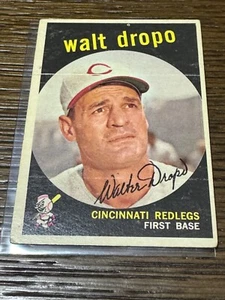 walt dropo
Walter Dropo
CINCINNATI REDLEGS
FIRST BASE